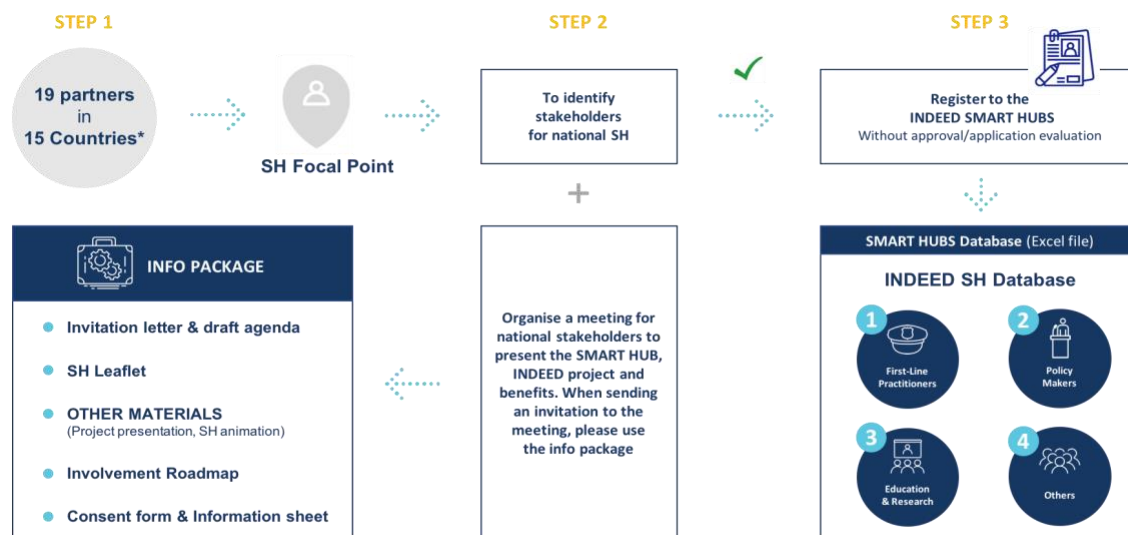 STEP 1
19 partners
in
15 Countries*
SH Focal Point
STEP 2
To identify
stakeholders
for national SH
+
Organise a meeting for
national stakeholders to
present the SMART HUB,
INDEED project and
benefits. When sending
an invitation to the
meeting, please use
the info package
INFO PACKAGE
Invitation letter & draft agenda
SH Leaflet
OTHER MATERIALS
(Project presentation, SH animation)
Involvement Roadmap
Consent form & Information sheet
STEP 3
Register to the
INDEED SMART HUBS
Without approval/application evaluation
SMART HUBS Database (Excel file)
INDEED SH Database
1
First-Line
Practitioners
2
Policy
Makers
3
Education
& Research
4
Others